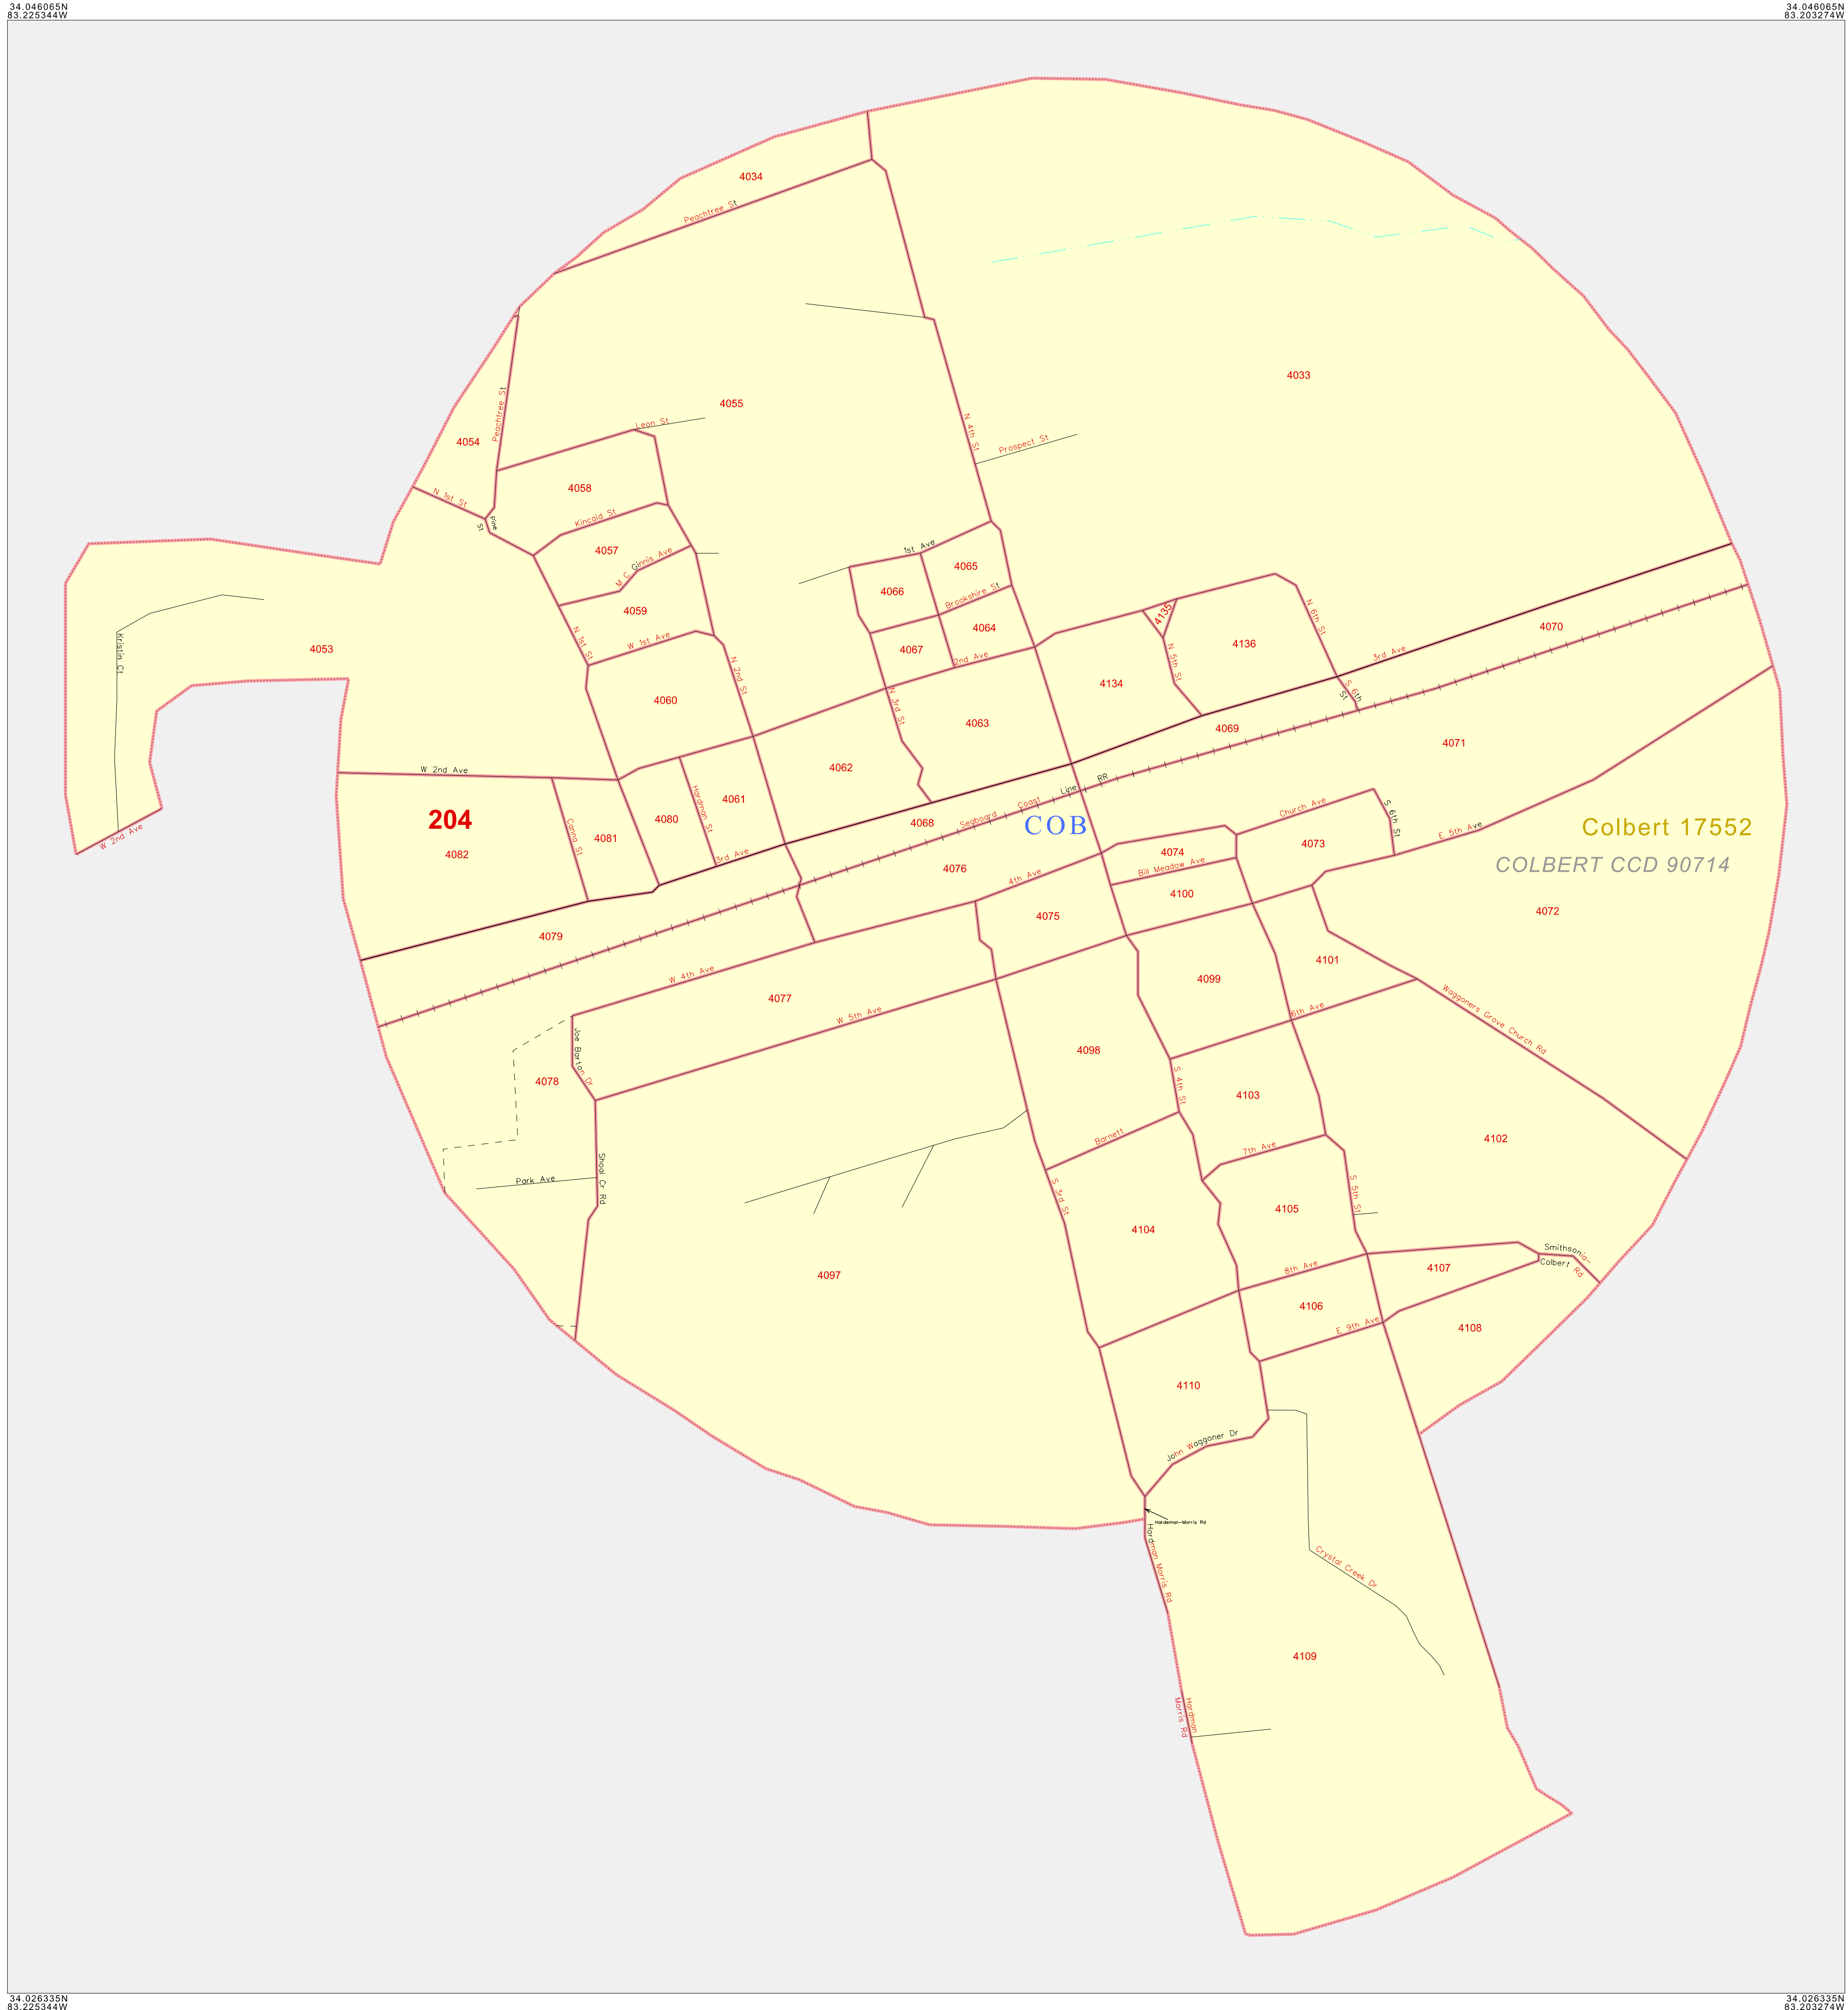 34.046065N
83.225344W
34.046065N
83.203274W
4034
Peachtree St
4033
4055
Peachtree St
4054
Leon St
N 4th St
Prospect St
N 1st St
Pine
St
4058
Kincaid St
4057
M C Ginnis Ave
1st Ave
4065
4066
Brookshire St
4059
4064
4135
N 6th St
Kristin Ct
4053
N 1st St
W 1st Ave
4067
2nd Ave
N 5th St
4136
4070
3rd Ave
N 2nd St
4060
N 3rd St
4063
4134
S 6th
St
4069
4071
W 2nd Ave
4062
Line RR
Hardman St
4061
Seaboard Coast
4068
COB
Church Ave
S 6th St
204
4082
Canna St
4081
4080
3rd Ave
W 2nd Ave
4076
4th Ave
4074
Bill Meadow Ave
4073
E 5th Ave
Colbert 17552
COLBERT CCD 90714
4100
4075
4072
4079
W 4th Ave
4077
W 5th Ave
4099
4101
6th Ave
Waggoners Grove Church Rd
Joe Barton Dr
4078
4098
S 4th St
4103
Barnett
7th Ave
4102
Park Ave
Shoal Cr Rd
S 3rd St
4104
4105
S 5th St
4097
8th Ave
4107
Smithsonia-
Colbert Rd
4106
E 9th Ave
4108
4110
John Waggoner Dr
Hardeman-Morris Rd
Hardman Morris Rd
Crystal Creek Dr
4109
Hardman
Morris Rd
34.026335N
83.225344W
34.026335N
83.203274W